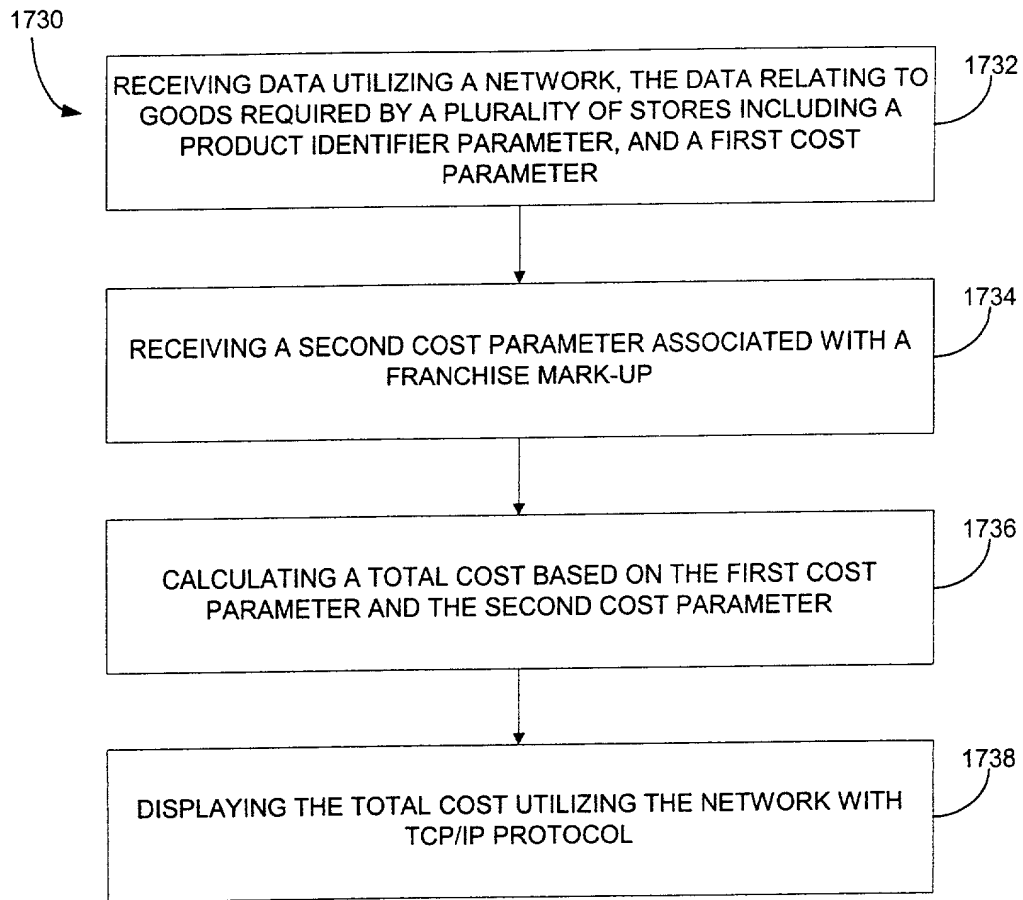 1730
RECEIVING DATA UTILIZING A NETWORK, THE DATA RELATING TO
GOODS REQUIRED BY A PLURALITY OF STORES INCLUDING A
PRODUCT IDENTIFIER PARAMETER, AND A FIRST COST
PARAMETER
1732
RECEIVING A SECOND COST PARAMETER ASSOCIATED WITH A
FRANCHISE MARK-UP
1734
CALCULATING A TOTAL COST BASED ON THE FIRST COST
PARAMETER AND THE SECOND COST PARAMETER
1736
DISPLAYING THE TOTAL COST UTILIZING THE NETWORK WITH
TCP/IP PROTOCOL
1738